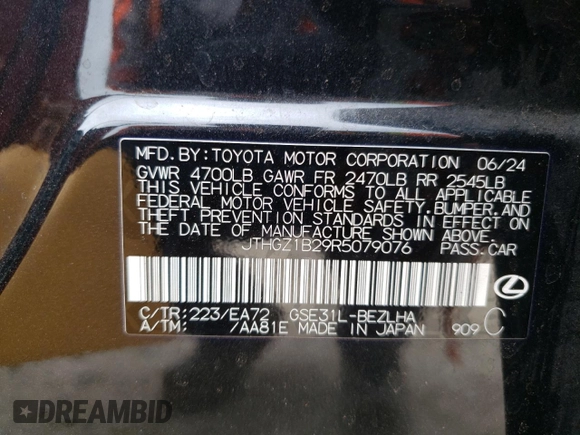 MFD. BY: TOYOTA MOTOR CORPORATION 06/24
GVWR 4700LB GAWR FR 2470LB RR 2545LB
THIS VEHICLE CONFORMS TO ALL APPLICABLE
FEDERAL MOTOR VEHICLE SAFETY, BUMPER, AND
THEFT PREVENTION STANDARDS IN EFFECT ON
THE DATE OF MANUFACTURE SHOWN ABOVE.
JTHGZ1B29R5079076 PASS. CAR
C/TR: 223/EA72 GSE31L-BEZLHA
A/TM: /AA81E MADE IN JAPAN 909 C
DREAMBID